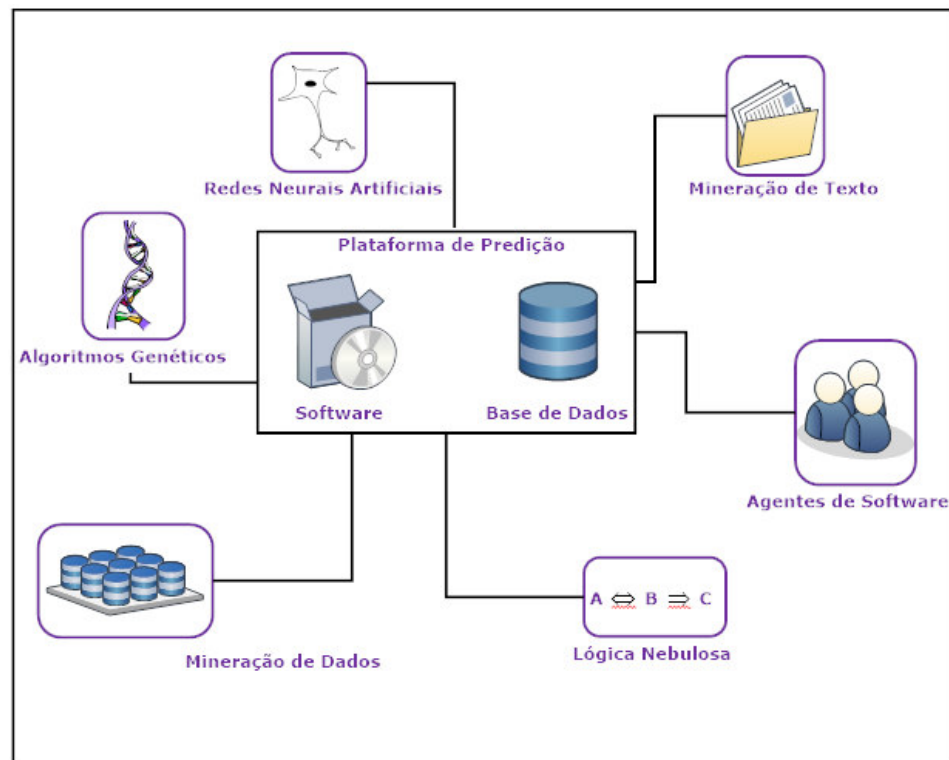 Redes Neurais Artificiais
Mineração de Texto
Plataforma de Predição
Algoritmos Genéticos
Software
Base de Dados
Agentes de Software
A ⇔ B ⇒ C
Lógica Nebulosa
Mineração de Dados